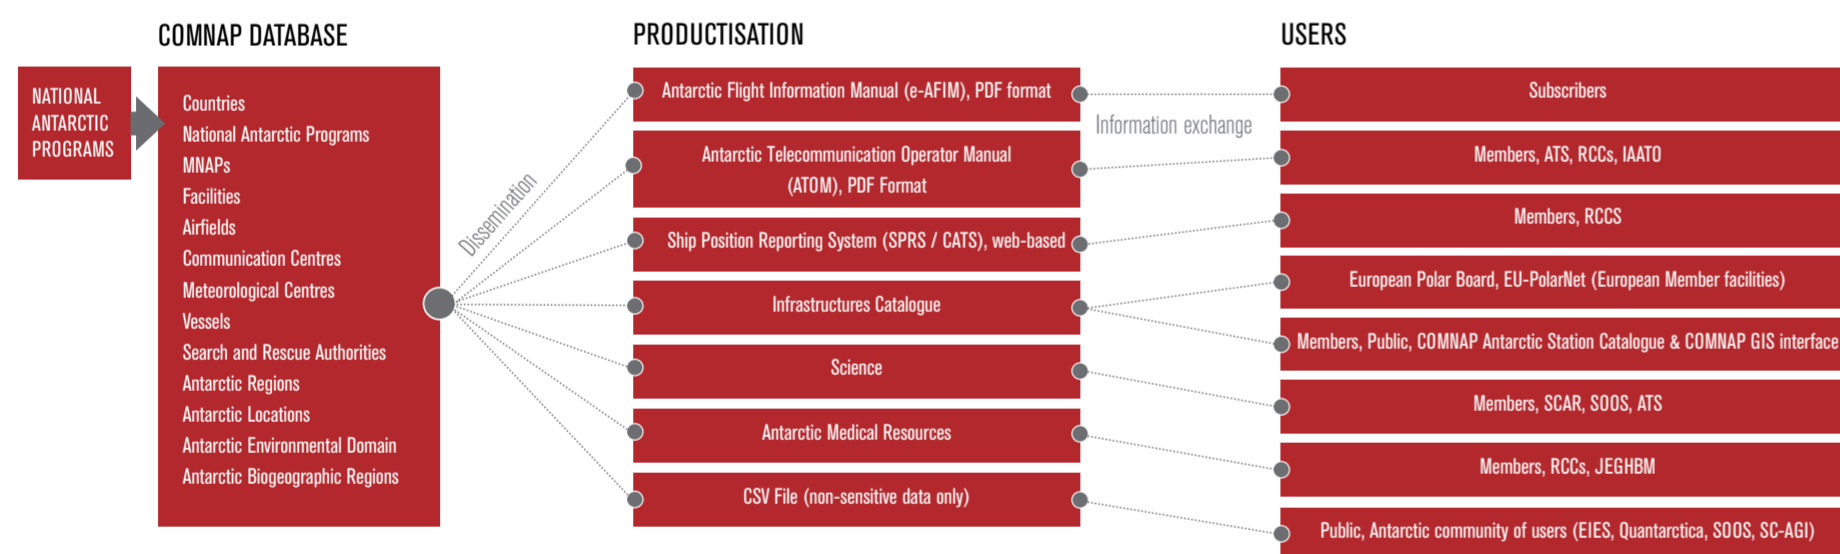 COMNAP DATABASE
PRODUCTISATION
USERS
NATIONAL
ANTARCTIC
PROGRAMS
Countries
National Antarctic Programs
MNAPs
Facilities
Airfields
Communication Centres
Meteorological Centres
Vessels
Search and Rescue Authorities
Antarctic Regions
Antarctic Locations
Antarctic Environmental Domain
Antarctic Biogeographic Regions
Dissemination
Antarctic Flight Information Manual (e-AFIM), PDF format
Antarctic Telecommunication Operator Manual
(ATOM), PDF Format
Ship Position Reporting System (SPRS / CATS), web-based
Infrastructures Catalogue
Science
Antarctic Medical Resources
CSV File (non-sensitive data only)
Information exchange
Subscribers
Members, ATS, RCCs, IAATO
Members, RCCS
European Polar Board, EU-PolarNet (European Member facilities)
Members, Public, COMNAP Antarctic Station Catalogue & COMNAP GIS interface
Members, SCAR, SOOS, ATS
Members, RCCs, JEGHBM
Public, Antarctic community of users (EIES, Quantarctica, SOOS, SC-AGI)